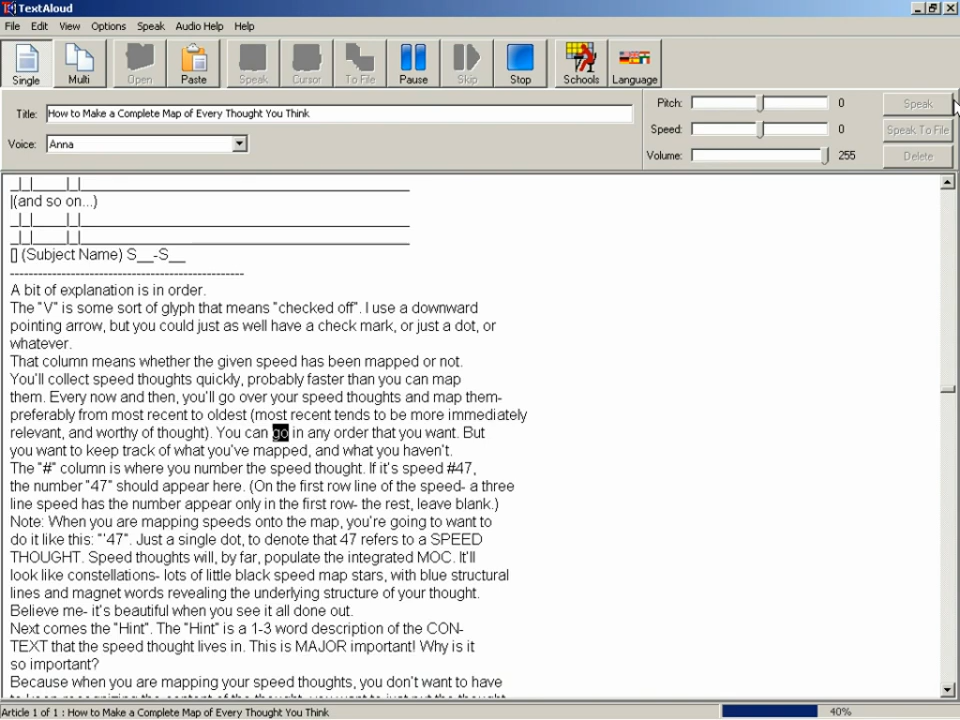 TextAloud
File Edit View Options Speak Audio Help Help
Single Multi Open Paste Speak Cursor To File Pause Skip Stop Schools Language
Title: How to Make a Complete Map of Every Thought You Think
Voice: Anna
Pitch: 0 Speak
Speed: 0 Speak To File
Volume: 255 Delete
_|_|____|_|________________________________________
|(and so on...)
_|_|____|_|________________________________________
_|_|____|_|________________________________________
[] (Subject Name) S__-S__
--------------------------------------------------
A bit of explanation is in order.
The "V" is some sort of glyph that means "checked off". I use a downward
pointing arrow, but you could just as well have a check mark, or just a dot, or
whatever.
That column means whether the given speed has been mapped or not.
You'll collect speed thoughts quickly, probably faster than you can map
them. Every now and then, you'll go over your speed thoughts and map them-
preferably from most recent to oldest (most recent tends to be more immediately
relevant, and worthy of thought). You can go in any order that you want. But
you want to keep track of what you've mapped, and what you haven't.
The "#" column is where you number the speed thought. If it's speed #47,
the number "47" should appear here. (On the first row line of the speed- a three
line speed has the number appear only in the first row- the rest, leave blank.)
Note: When you are mapping speeds onto the map, you're going to want to
do it like this: "'47". Just a single dot, to denote that 47 refers to a SPEED
THOUGHT. Speed thoughts will, by far, populate the integrated MOC. It'll
look like constellations- lots of little black speed map stars, with blue structural
lines and magnet words revealing the underlying structure of your thought.
Believe me- it's beautiful when you see it all done out.
Next comes the "Hint". The "Hint" is a 1-3 word description of the CON-
TEXT that the speed thought lives in. This is MAJOR important! Why is it
so important?
Because when you are mapping your speed thoughts, you don't want to have
Article 1 of 1 : How to Make a Complete Map of Every Thought You Think 40%